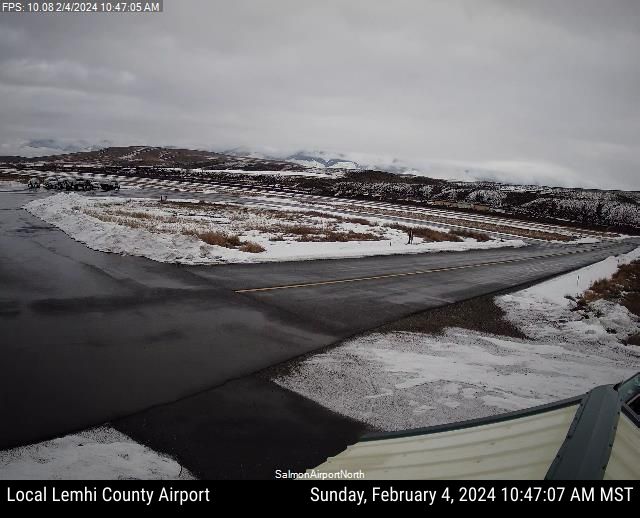 FPS: 10.08 2/4/2024 10:47:05 AM
SalmonAirportNorth
Local Lemhi County Airport Sunday, February 4, 2024 10:47:07 AM MST